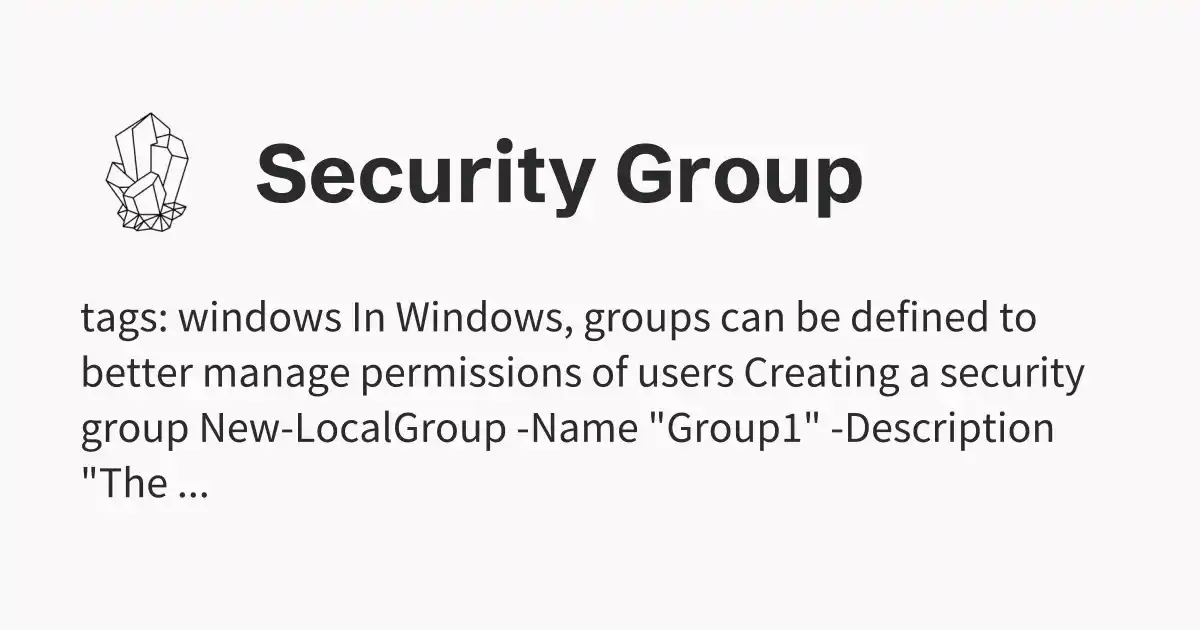 Security Group
tags: windows In Windows, groups can be defined to
better manage permissions of users Creating a security
group New-LocalGroup -Name "Group1" -Description
"The ...